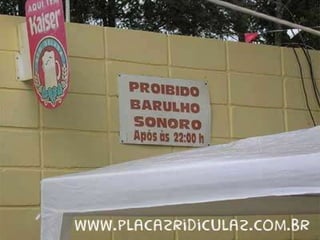 AQUI TEM
Kaiser
PROIBIDO
BARULHO
SONORO
Após às 22:00 h
WWW.PLACAZRIDICULAZ.COM.BR